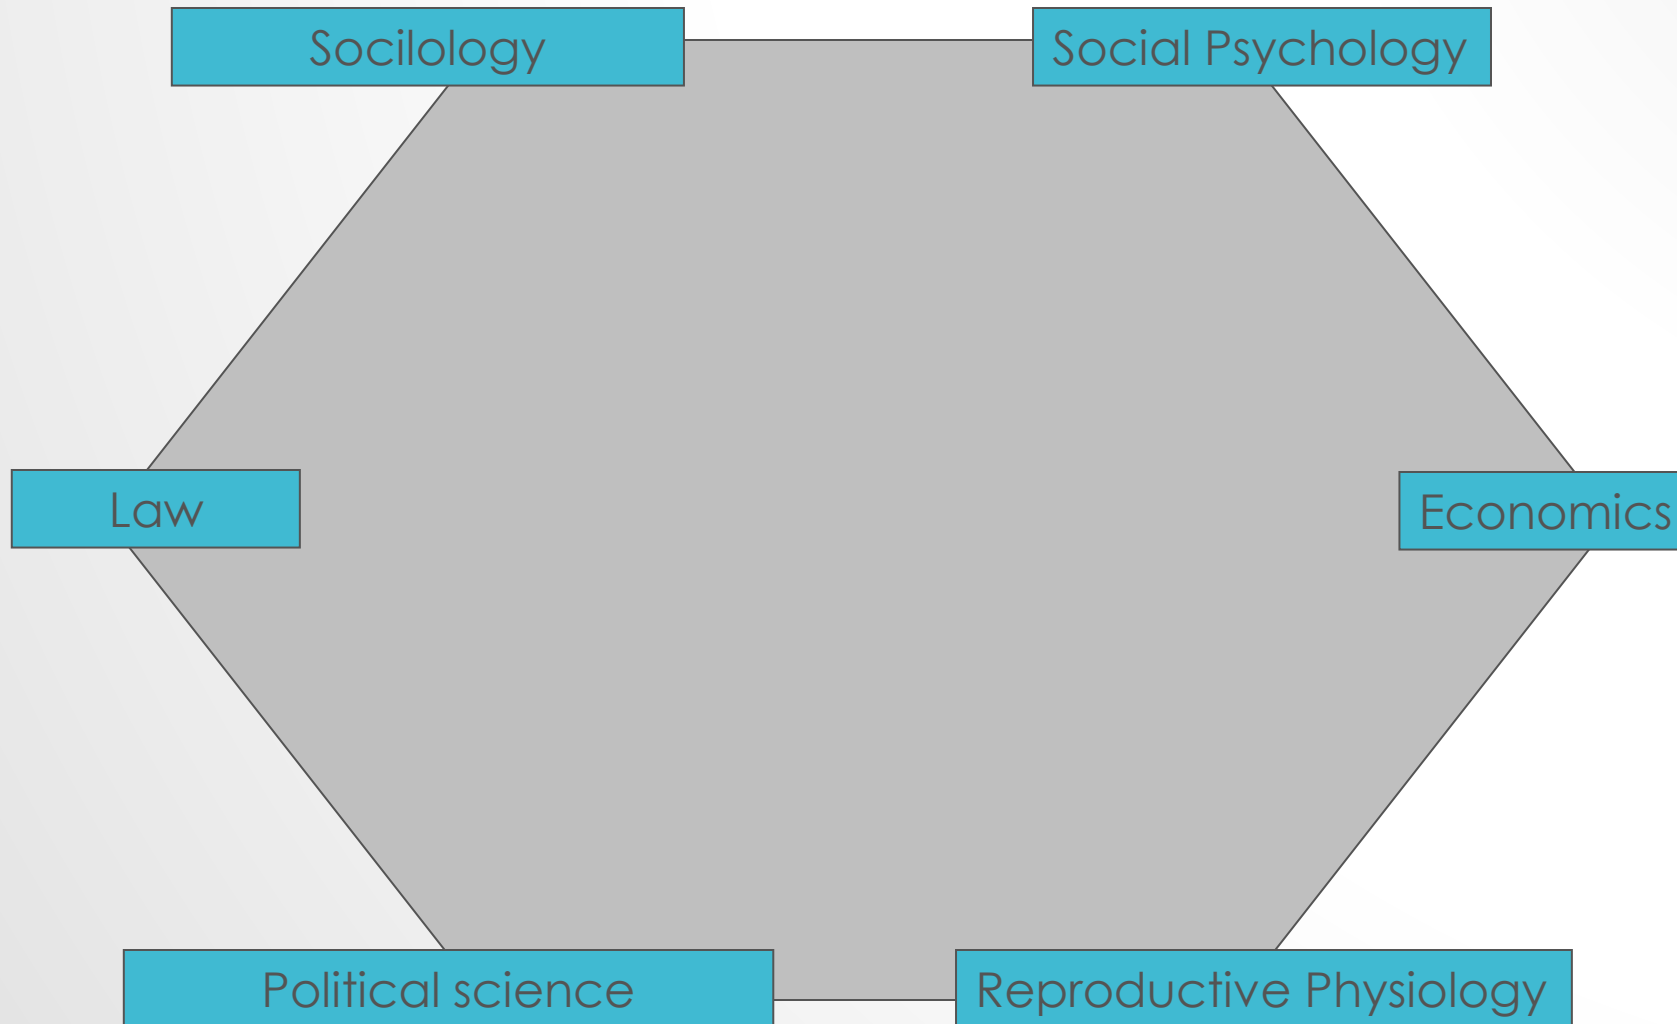 Socilology
Social Psychology
Law
Economics
Political science
Reproductive Physiology